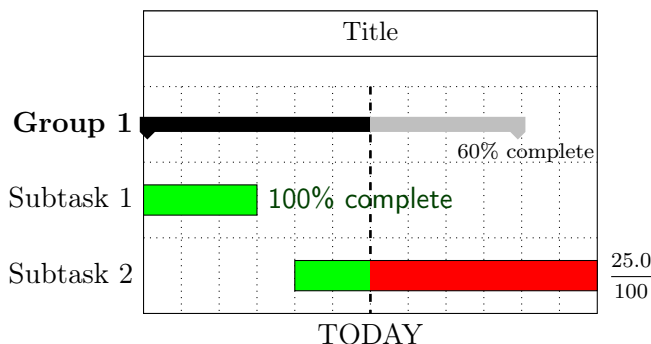 Title
Group 1
60% complete
Subtask 1
100% complete
Subtask 2
25.0
100
TODAY